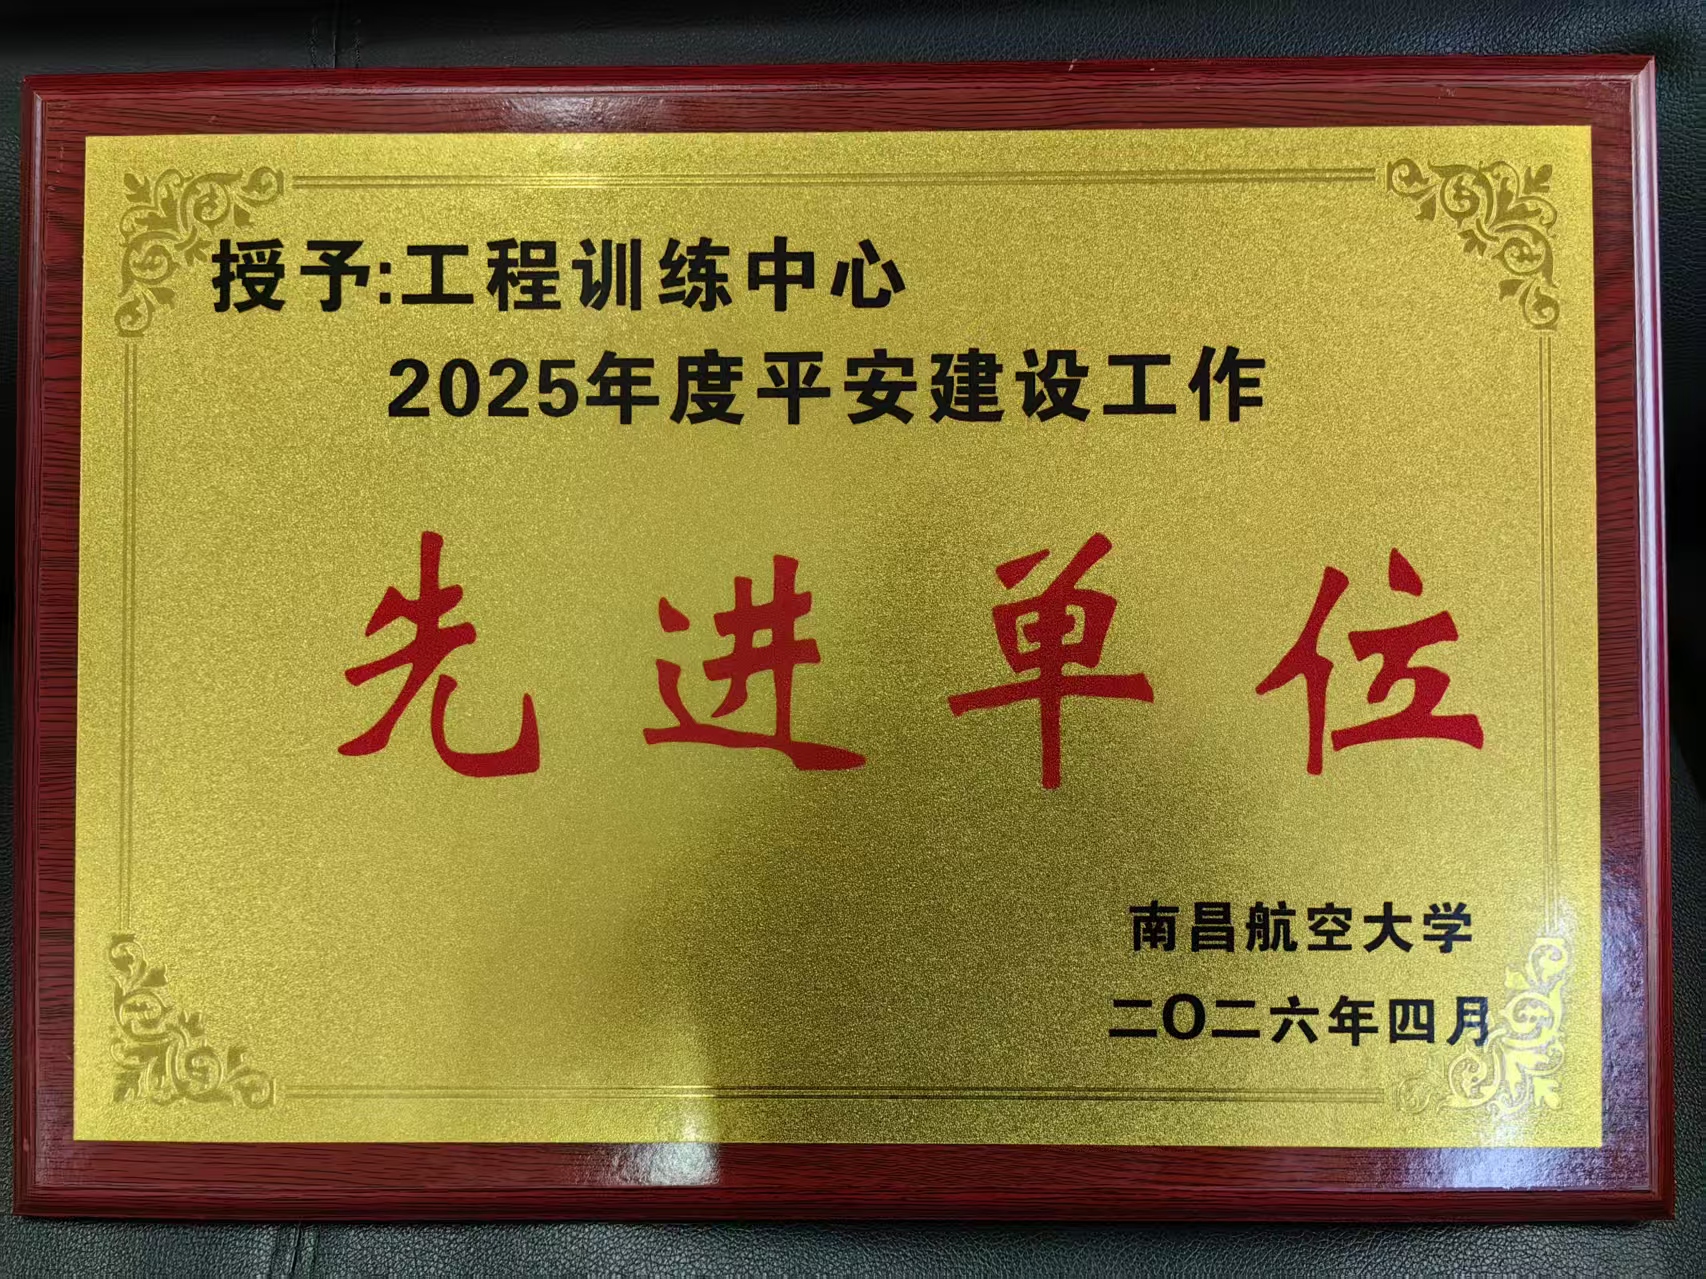 授予:工程训练中心
2025年度平安建设工作
先进单位
南昌航空大学
二〇二六年四月